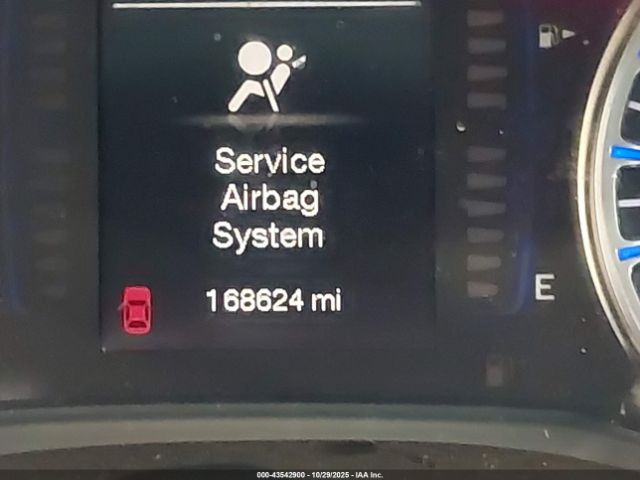 Service
Airbag
System
168624 mi
E
000-43542900 - 10/29/2025 - IAA Inc.